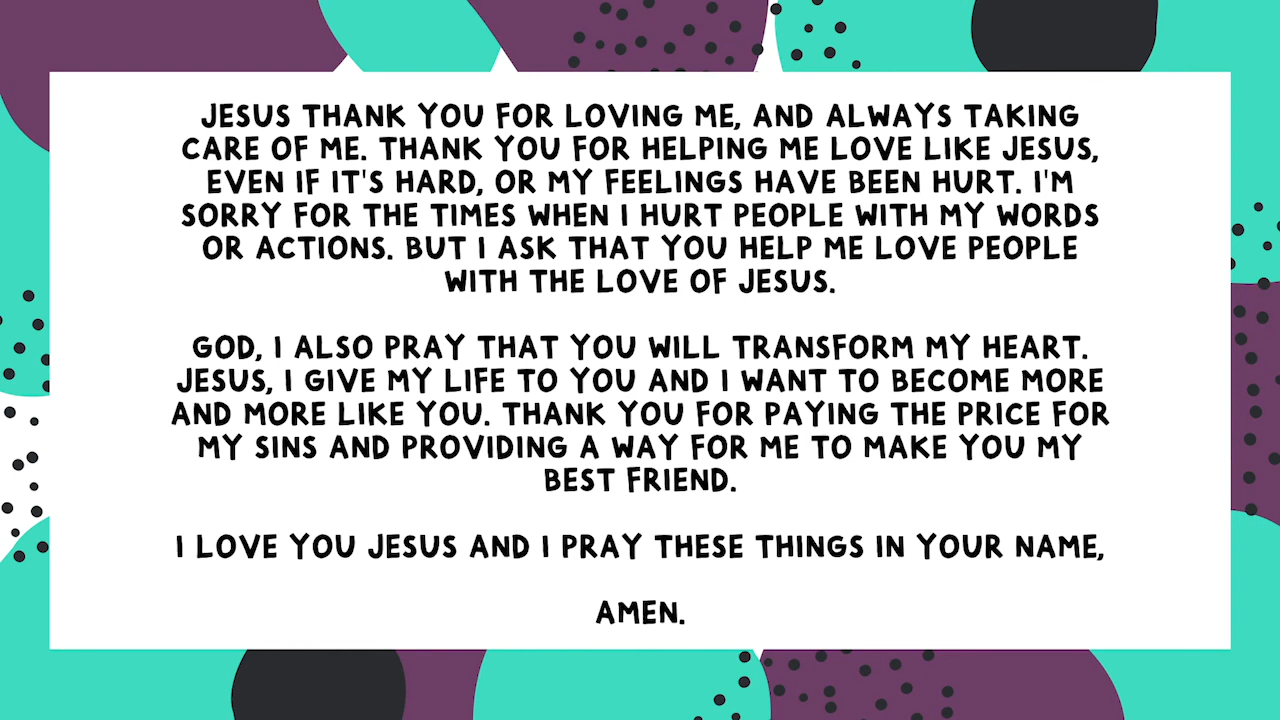 JESUS THANK YOU FOR LOVING ME, AND ALWAYS TAKING
CARE OF ME. THANK YOU FOR HELPING ME LOVE LIKE JESUS,
EVEN IF IT'S HARD, OR MY FEELINGS HAVE BEEN HURT. I'M
SORRY FOR THE TIMES WHEN I HURT PEOPLE WITH MY WORDS
OR ACTIONS. BUT I ASK THAT YOU HELP ME LOVE PEOPLE
WITH THE LOVE OF JESUS.
GOD, I ALSO PRAY THAT YOU WILL TRANSFORM MY HEART.
JESUS, I GIVE MY LIFE TO YOU AND I WANT TO BECOME MORE
AND MORE LIKE YOU. THANK YOU FOR PAYING THE PRICE FOR
MY SINS AND PROVIDING A WAY FOR ME TO MAKE YOU MY
BEST FRIEND.
I LOVE YOU JESUS AND I PRAY THESE THINGS IN YOUR NAME,
AMEN.